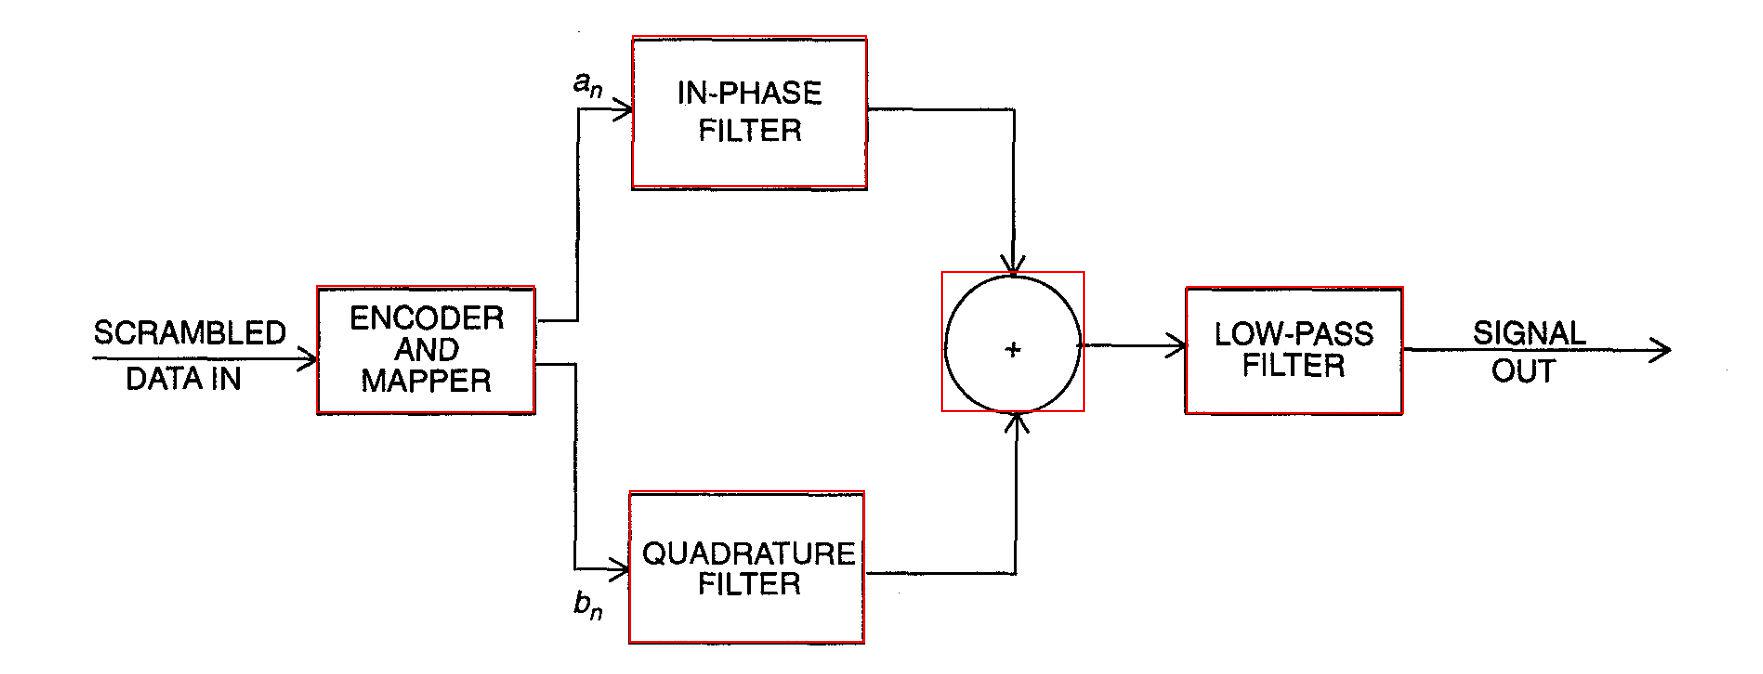 a_n
IN-PHASE
FILTER
SCRAMBLED
DATA IN
ENCODER
AND
MAPPER
+
LOW-PASS
FILTER
SIGNAL
OUT
QUADRATURE
FILTER
b_n